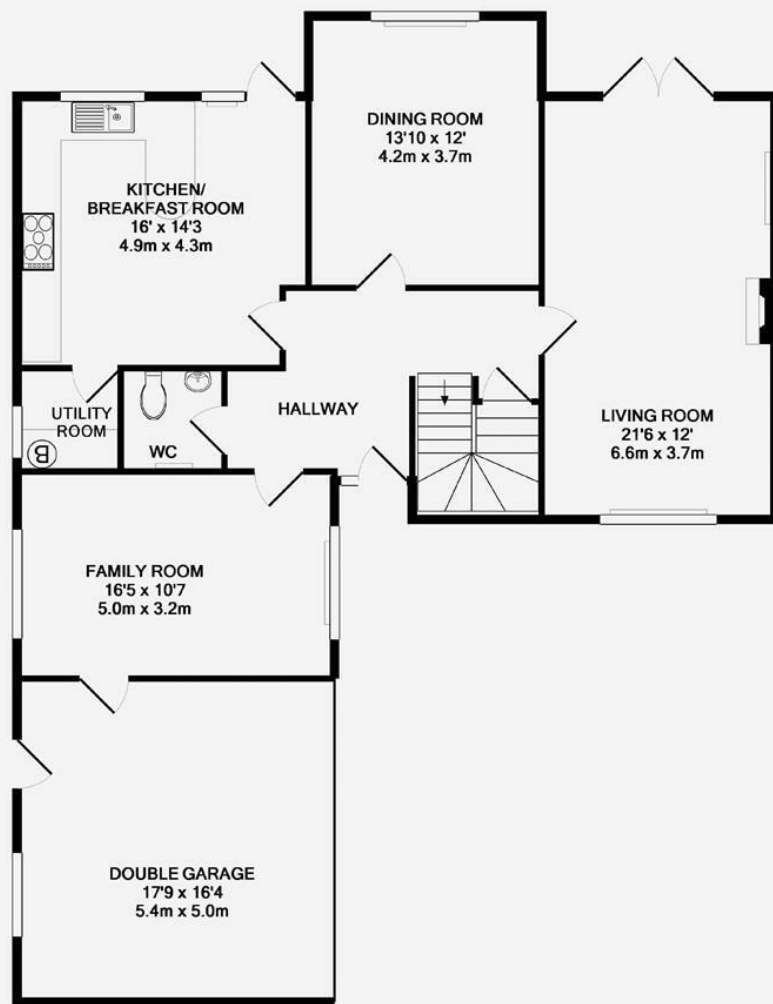 DINING ROOM
13'10 x 12'
4.2m x 3.7m
KITCHEN/
BREAKFAST ROOM
16' x 14'3
4.9m x 4.3m
UTILITY
ROOM
B
WC
HALLWAY
LIVING ROOM
21'6 x 12'
6.6m x 3.7m
FAMILY ROOM
16'5 x 10'7
5.0m x 3.2m
DOUBLE GARAGE
17'9 x 16'4
5.4m x 5.0m